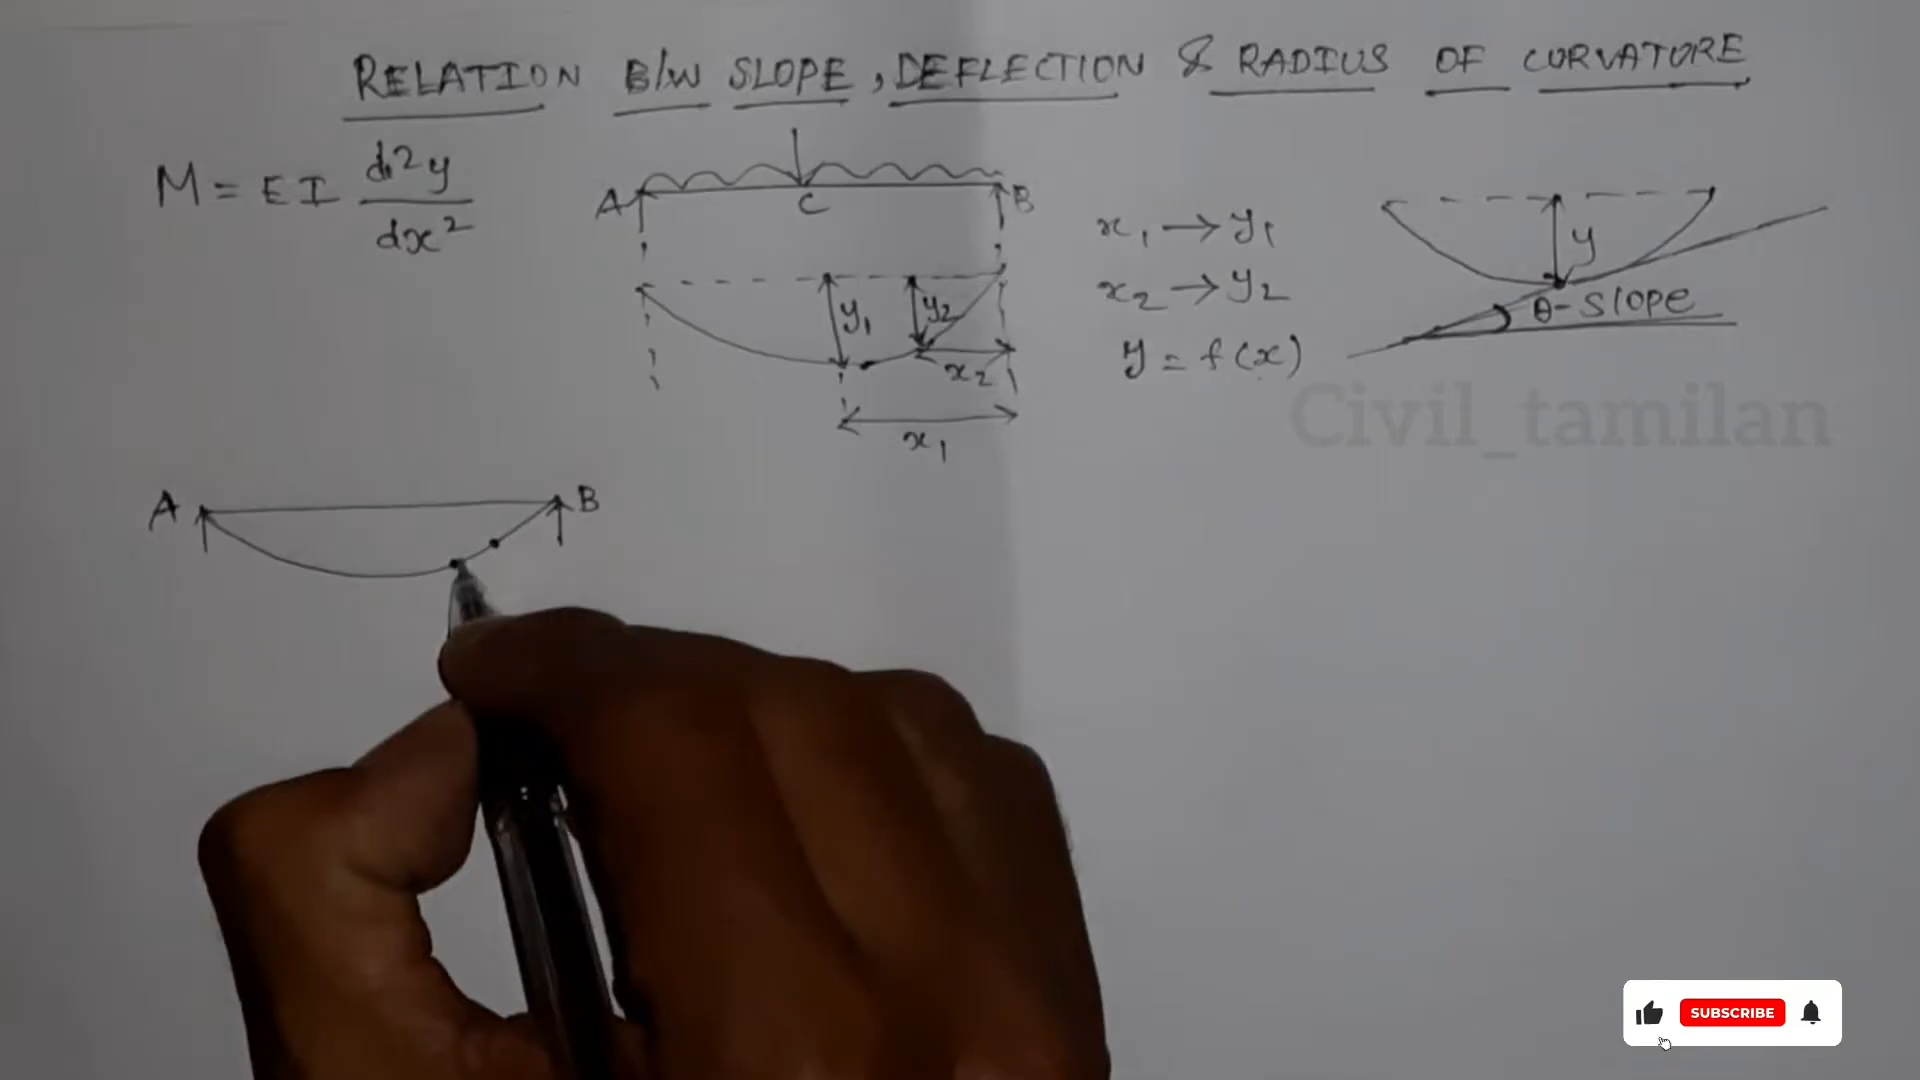 RELATION B/W SLOPE, DEFLECTION & RADIUS OF CURVATORE
M = EI d²y/dx²
A C B
y₁ y₂
x₂
x₁
x₁ → y₁
x₂ → y₂
y = f(x)
y
θ-slope
Civil_tamilan
A B
SUBSCRIBE